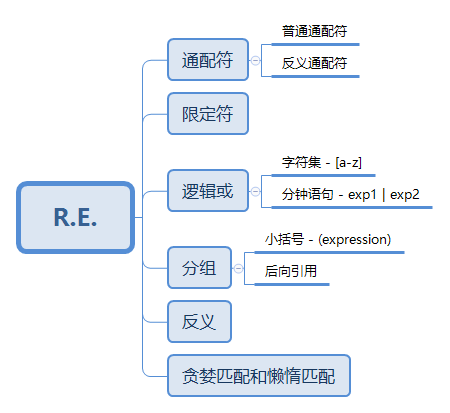 R.E.
通配符
普通通配符
反义通配符
限定符
逻辑或
字符集 - [a-z]
分钟语句 - exp1 | exp2
分组
小括号 - (expression)
后向引用
反义
贪婪匹配和懒惰匹配